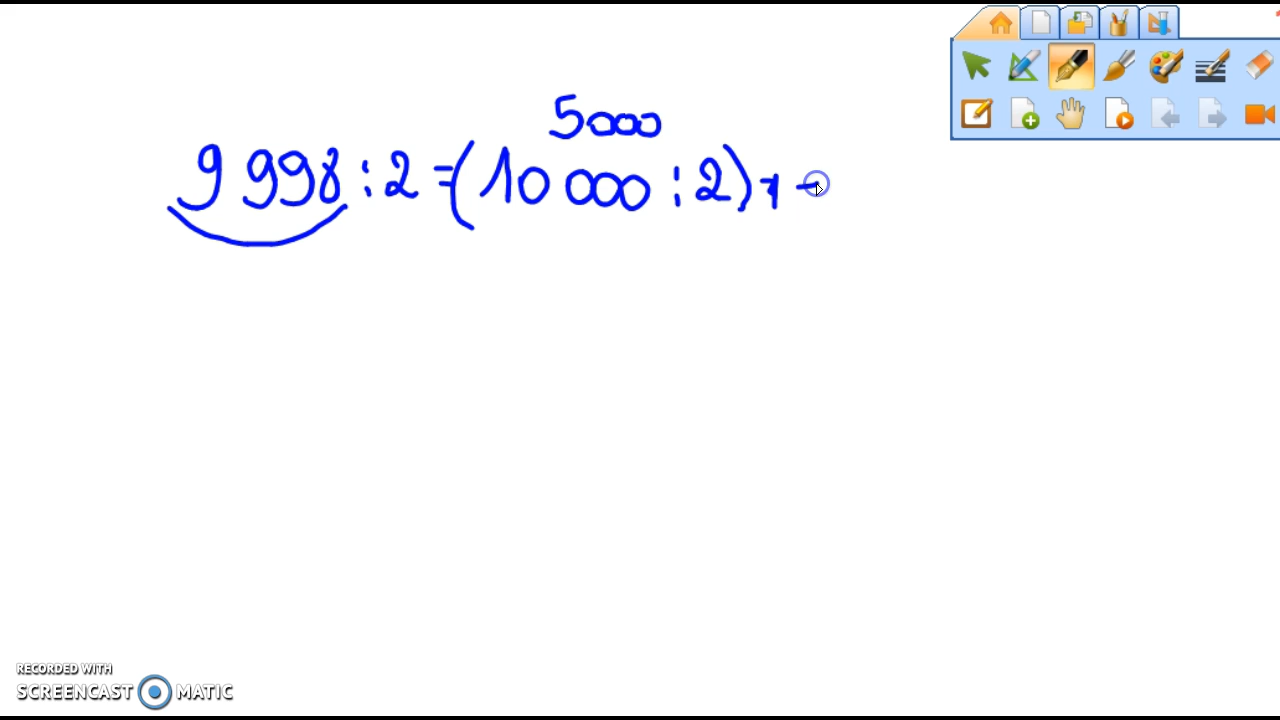 5000
9 998 : 2 = (10 000 : 2) + -
RECORDED WITH
SCREENCAST MATIC